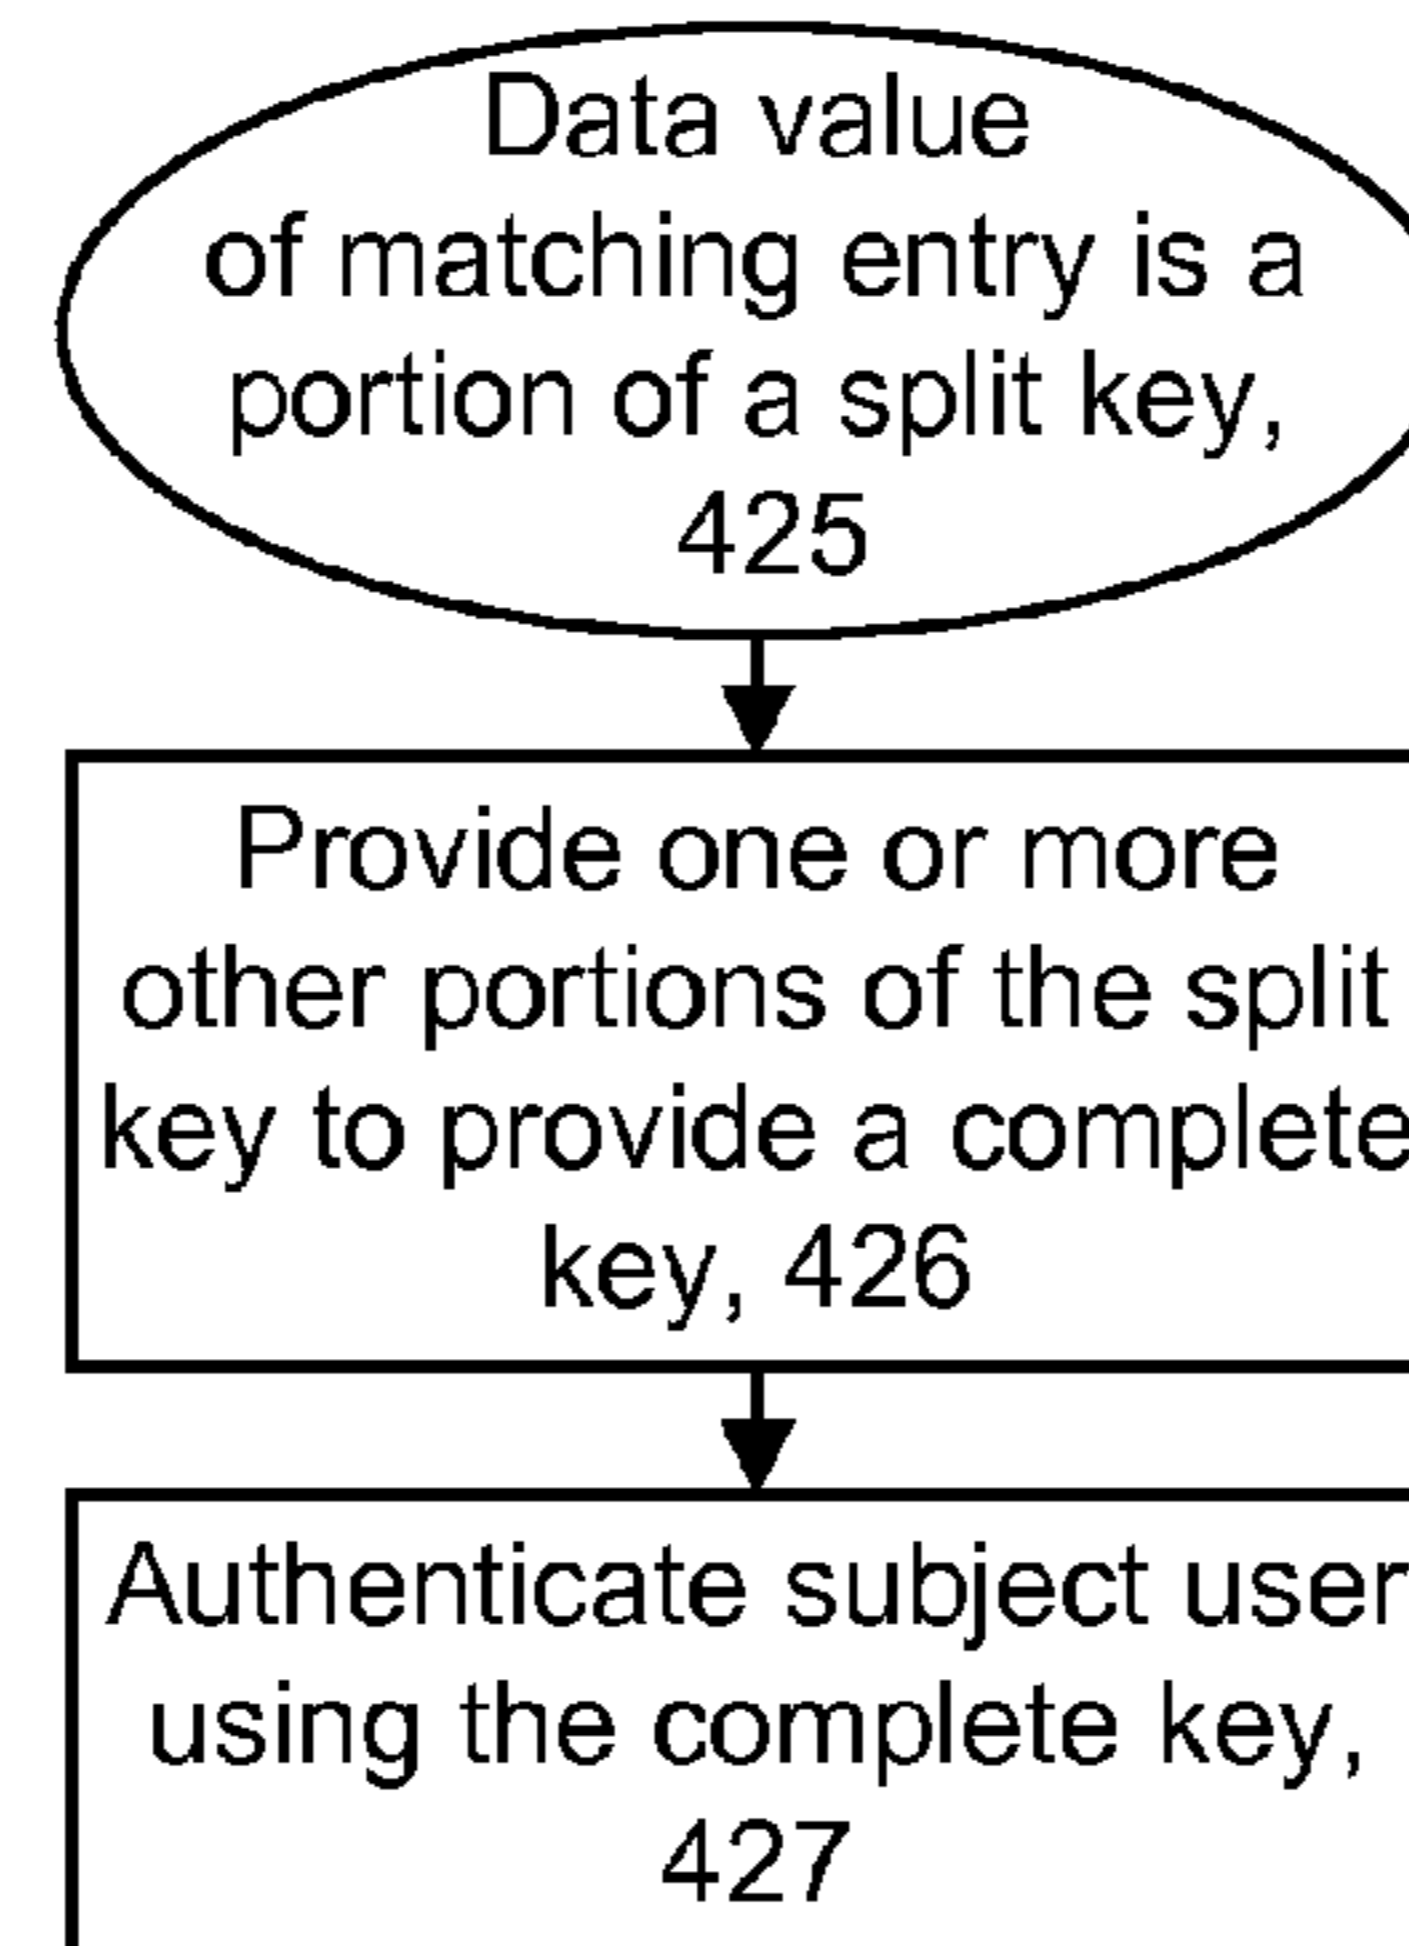 Data value
of matching entry is a
portion of a split key,
425
Provide one or more
other portions of the split
key to provide a complete
key, 426
Authenticate subject user
using the complete key,
427